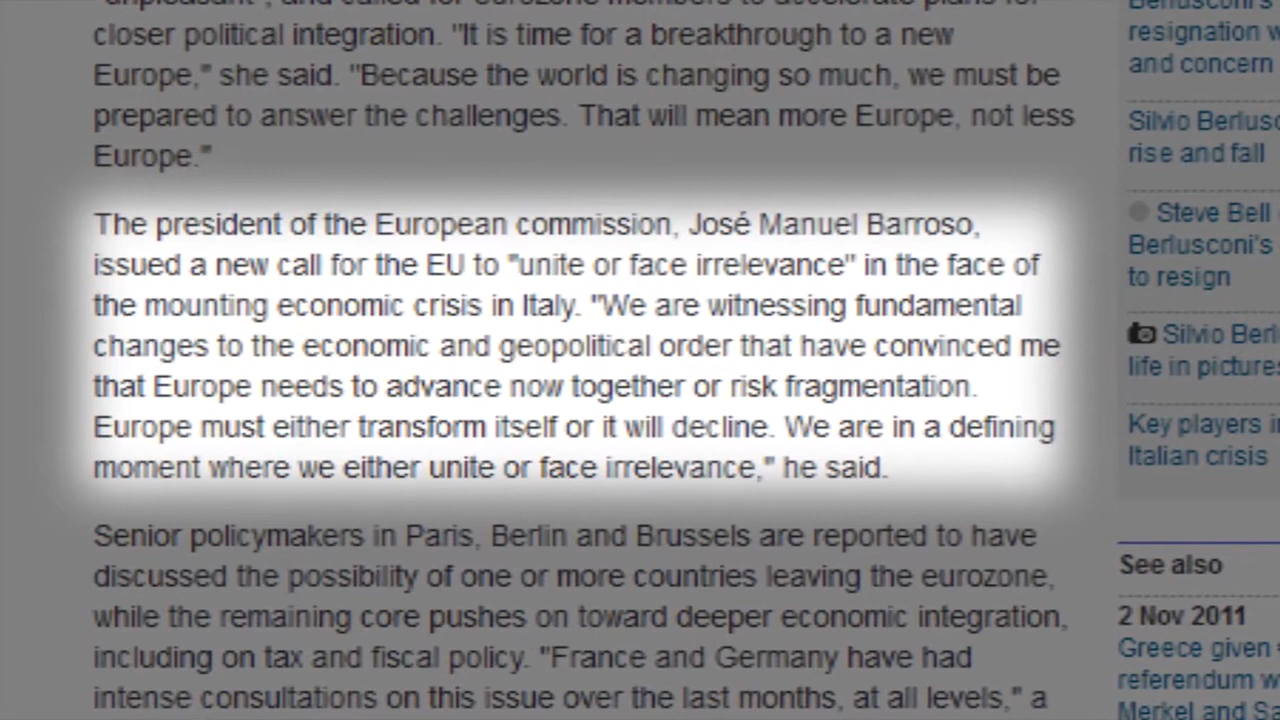 closer political integration. "It is time for a breakthrough to a new
Europe," she said. "Because the world is changing so much, we must be
prepared to answer the challenges. That will mean more Europe, not less
Europe."
The president of the European commission, José Manuel Barroso,
issued a new call for the EU to "unite or face irrelevance" in the face of
the mounting economic crisis in Italy. "We are witnessing fundamental
changes to the economic and geopolitical order that have convinced me
that Europe needs to advance now together or risk fragmentation.
Europe must either transform itself or it will decline. We are in a defining
moment where we either unite or face irrelevance," he said.
Senior policymakers in Paris, Berlin and Brussels are reported to have
discussed the possibility of one or more countries leaving the eurozone,
while the remaining core pushes on toward deeper economic integration,
including on tax and fiscal policy. "France and Germany have had
intense consultations on this issue over the last months, at all levels," a
resignation
and concern
Silvio
rise and fall
Steve Bell
Berlusconi's
to resign
Silvio
life in
Key players
Italian crisis
See also
2 Nov 2011
Greece given
referendum
Merkel and